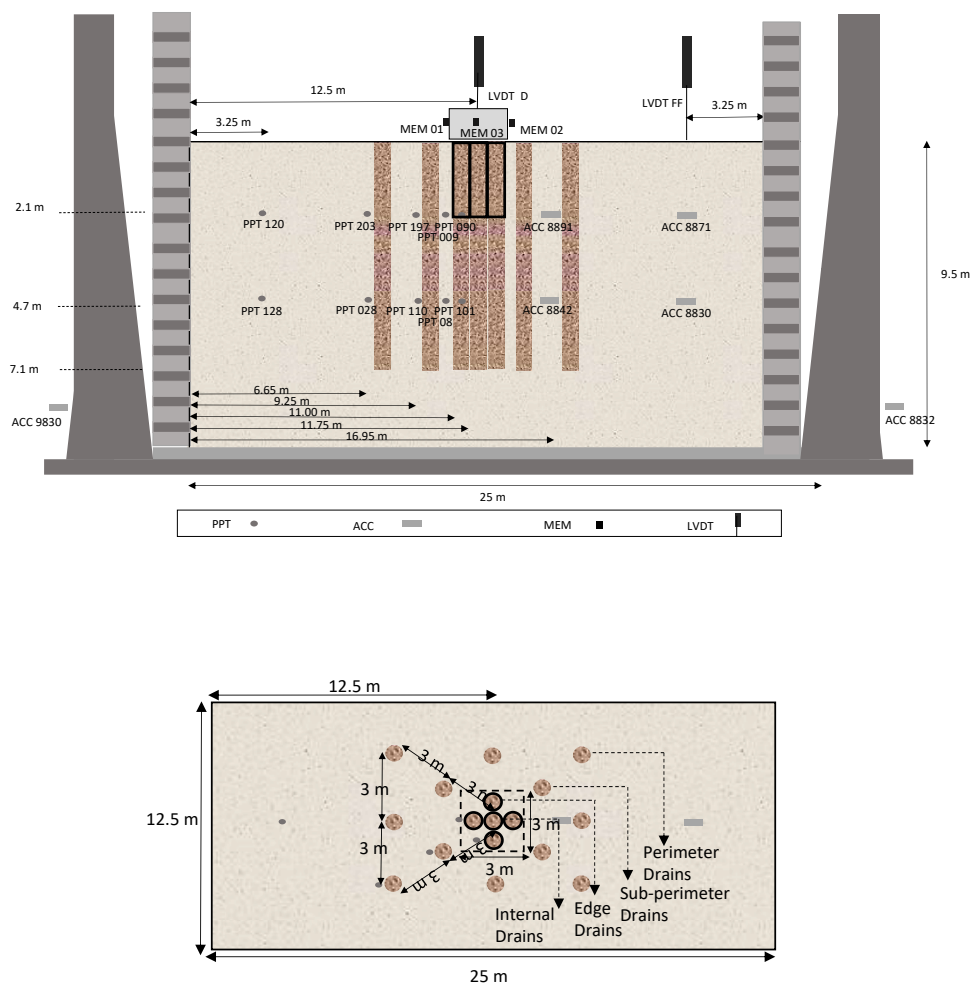 12.5 m
LVDT D
LVDT FF
3.25 m
3.25 m
MEM 01
MEM 03
MEM 02
2.1 m
PPT 120
PPT 203
PPT 197
PPT 090
PPT 009
ACC 8891
ACC 8871
9.5 m
4.7 m
PPT 128
PPT 028
PPT 110
PPT 101
PPT 08
ACC 8842
ACC 8830
7.1 m
6.65 m
9.25 m
11.00 m
11.75 m
16.95 m
ACC 9830
ACC 8832
25 m
PPT
ACC
MEM
LVDT
12.5 m
3 m
3 m
3 m
12.5 m
3 m
3 m
3 m
3 m
3 m
3 m
Perimeter
Drains
Sub-perimeter
Drains
Edge
Drains
Internal
Drains
25 m